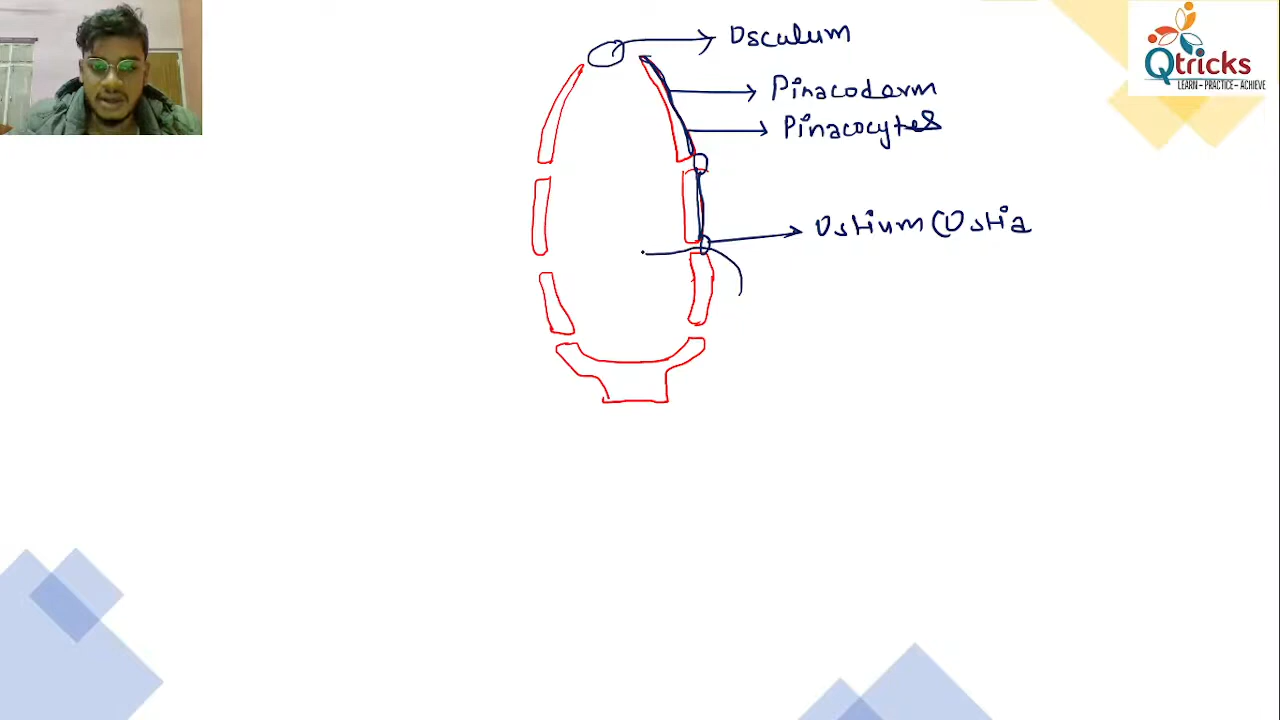 Osculum
Pinacoderm
Pinacocytes
Ostium (Ostia
Qtricks
LEARN – PRACTICE – ACHIEVE